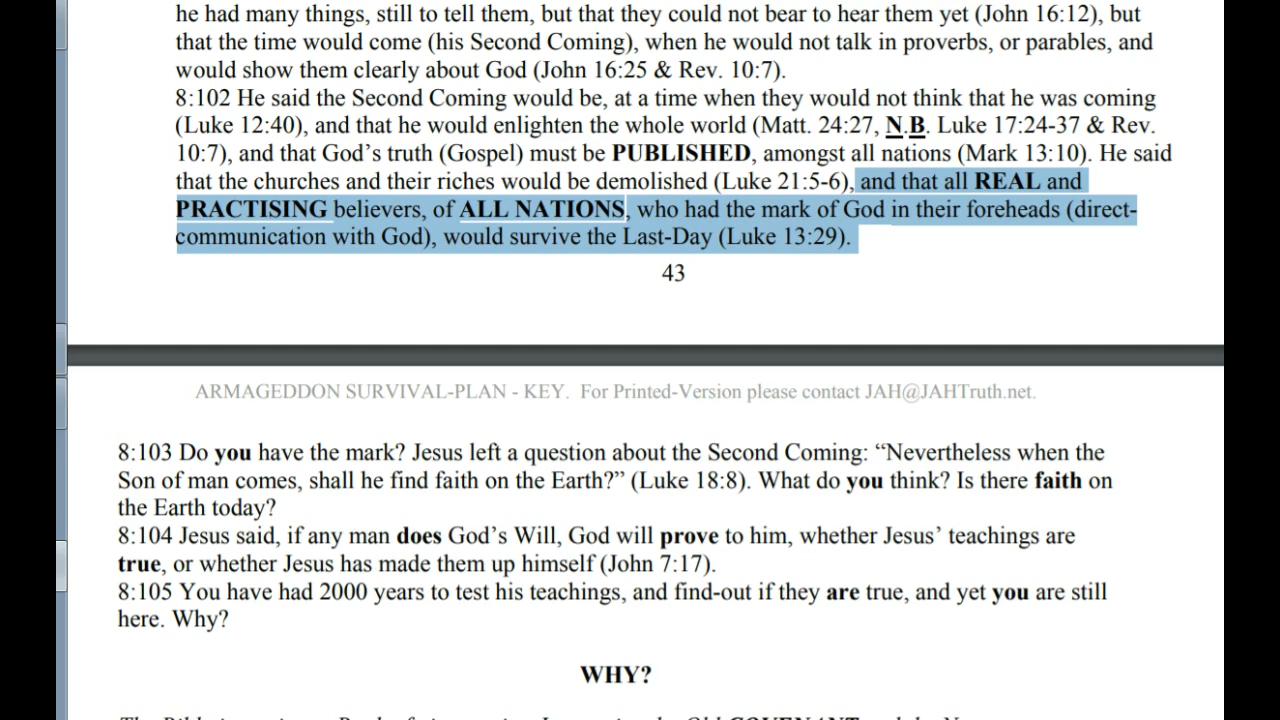 he had many things, still to tell them, but that they could not bear to hear them yet (John 16:12), but
that the time would come (his Second Coming), when he would not talk in proverbs, or parables, and
would show them clearly about God (John 16:25 & Rev. 10:7).
8:102 He said the Second Coming would be, at a time when they would not think that he was coming
(Luke 12:40), and that he would enlighten the whole world (Matt. 24:27, N.B. Luke 17:24-37 & Rev.
10:7), and that God’s truth (Gospel) must be PUBLISHED, amongst all nations (Mark 13:10). He said
that the churches and their riches would be demolished (Luke 21:5-6), and that all REAL and
PRACTISING believers, of ALL NATIONS, who had the mark of God in their foreheads (direct-
communication with God), would survive the Last-Day (Luke 13:29).
43
ARMAGEDDON SURVIVAL-PLAN - KEY. For Printed-Version please contact JAH@JAHTruth.net.
8:103 Do you have the mark? Jesus left a question about the Second Coming: “Nevertheless when the
Son of man comes, shall he find faith on the Earth?” (Luke 18:8). What do you think? Is there faith on
the Earth today?
8:104 Jesus said, if any man does God’s Will, God will prove to him, whether Jesus’ teachings are
true, or whether Jesus has made them up himself (John 7:17).
8:105 You have had 2000 years to test his teachings, and find-out if they are true, and yet you are still
here. Why?
WHY?